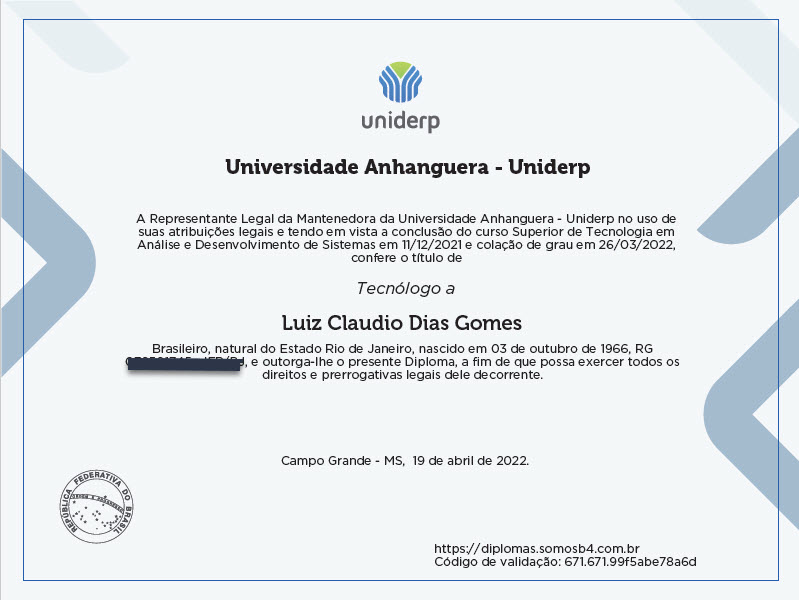 uniderp
Universidade Anhanguera - Uniderp
A Representante Legal da Mantenedora da Universidade Anhanguera - Uniderp no uso de
suas atribuições legais e tendo em vista a conclusão do curso Superior de Tecnologia em
Análise e Desenvolvimento de Sistemas em 11/12/2021 e colação de grau em 26/03/2022,
confere o título de
Tecnólogo a
Luiz Claudio Dias Gomes
Brasileiro, natural do Estado Rio de Janeiro, nascido em 03 de outubro de 1966, RG
, e outorga-lhe o presente Diploma, a fim de que possa exercer todos os
direitos e prerrogativas legais dele decorrente.
Campo Grande - MS, 19 de abril de 2022.
REPÚBLICA FEDERATIVA DO BRASIL
https://diplomas.somosb4.com.br
Código de validação: 671.671.99f5abe78a6d